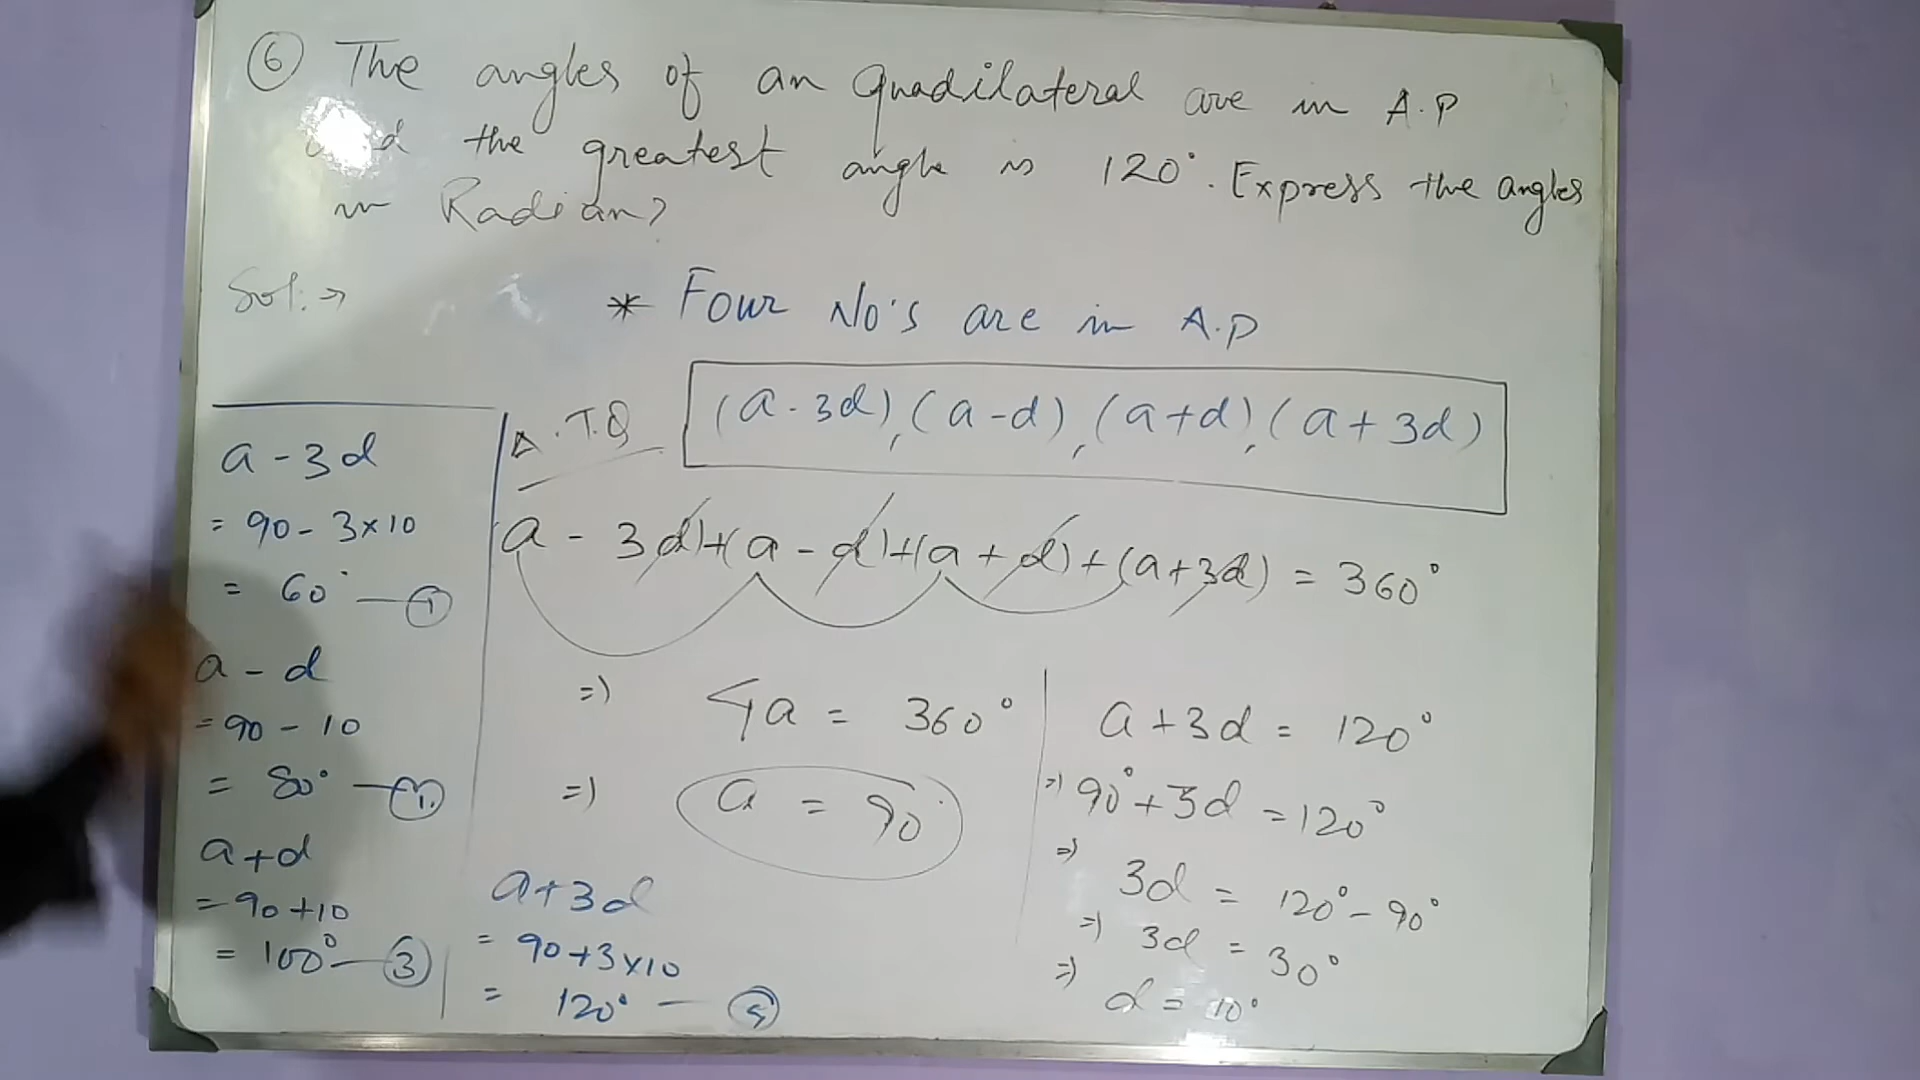 ⑥ The angles of an Quadilateral are in A.P
the greatest angle is 120°. Express the angles
in Radian?
Sol: →
* Four No's are in A.P
A.T.Q
(a-3d), (a-d), (a+d), (a+3d)
a - 3d)+(a - d)+(a + d)+(a+3d) = 360°
=) 4a = 360°
=) a = 90°
a+3d = 120°
=) 90°+3d = 120°
=) 3d = 120°-90°
=) 3d = 30°
=) d = 10°
a-3d
= 90-3×10
= 60° — ①
a-d
= 90-10
= 80° —
a+d
= 90+10
= 100° — ③
a+3d
= 90+3×10
= 120° —